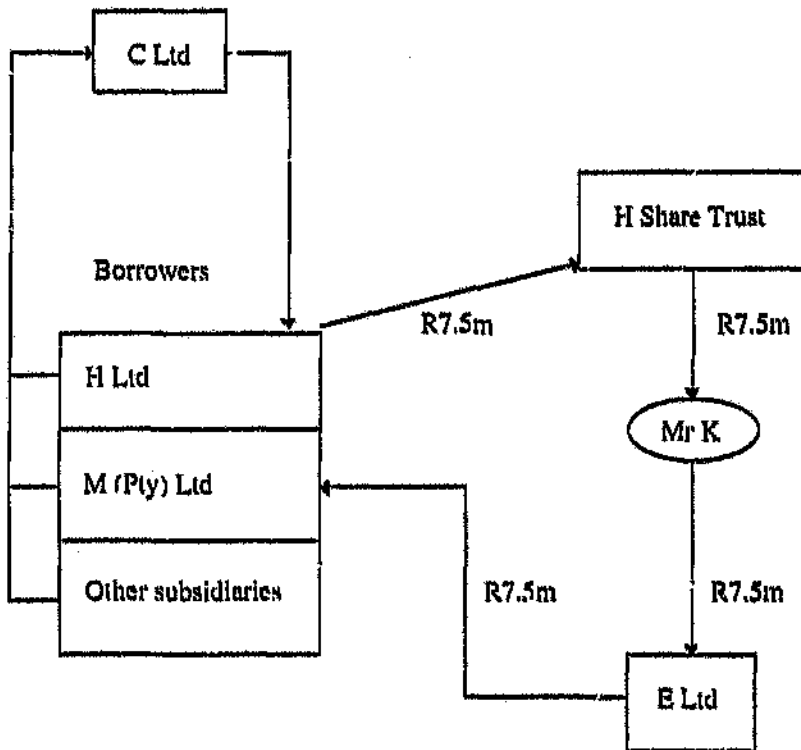 C Ltd
H Share Trust
Borrowers
R7.5m
R7.5m
H Ltd
Mr K
M (Pty) Ltd
Other subsidiaries
R7.5m
R7.5m
E Ltd